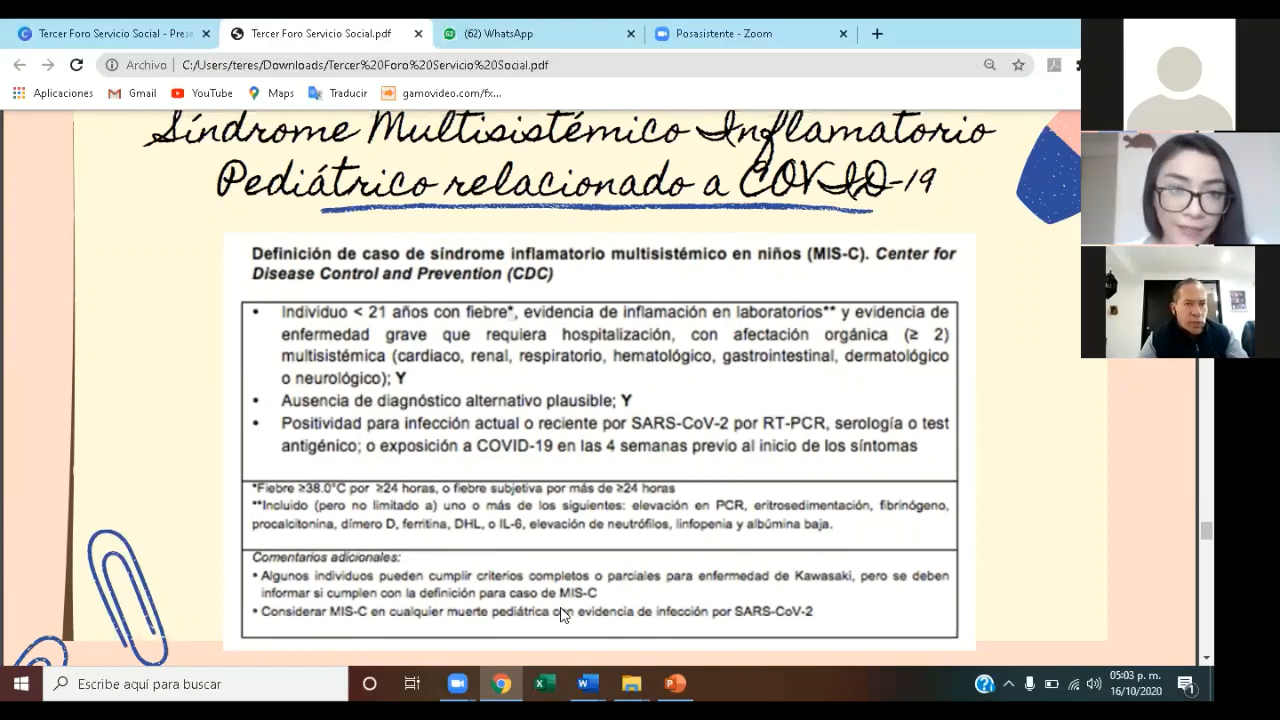 Tercer Foro Servicio Social - Pres
Tercer Foro Servicio Social.pdf
(62) WhatsApp
Posasistente - Zoom
Archivo
C:/Users/teres/Downloads/Tercer%20Foro%20Servicio%20Social.pdf
Aplicaciones
Gmail
YouTube
Maps
Traducir
gamovideo.com/fx...
Síndrome Multisistémico Inflamatorio
Pediátrico relacionado a COVID-19
Definición de caso de síndrome inflamatorio multisistémico en niños (MIS-C). Center for
Disease Control and Prevention (CDC)
• Individuo < 21 años con fiebre*, evidencia de inflamación en laboratorios** y evidencia de
enfermedad grave que requiera hospitalización, con afectación orgánica (≥ 2)
multisistémica (cardiaco, renal, respiratorio, hematológico, gastrointestinal, dermatológico
o neurológico); Y
• Ausencia de diagnóstico alternativo plausible; Y
• Positividad para infección actual o reciente por SARS-CoV-2 por RT-PCR, serología o test
antigénico; o exposición a COVID-19 en las 4 semanas previo al inicio de los síntomas
*Fiebre ≥38.0°C por ≥24 horas, o fiebre subjetiva por más de ≥24 horas
**Incluido (pero no limitado a) uno o más de los siguientes: elevación en PCR, eritrosedimentación, fibrinógeno,
procalcitonina, dímero D, ferritina, DHL, o IL-6, elevación de neutrófilos, linfopenia y albúmina baja.
Comentarios adicionales:
• Algunos individuos pueden cumplir criterios completos o parciales para enfermedad de Kawasaki, pero se deben
informar si cumplen con la definición para caso de MIS-C
• Considerar MIS-C en cualquier muerte pediátrica con evidencia de infección por SARS-CoV-2
Escribe aquí para buscar
05:03 p. m.
16/10/2020